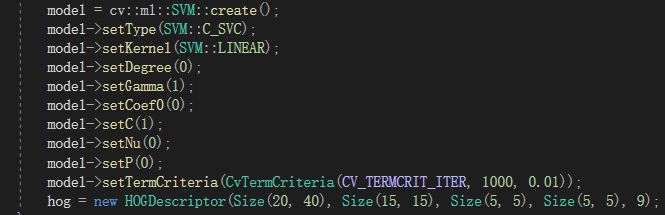 model = cv::ml::SVM::create();
model->setType(SVM::C_SVC);
model->setKernel(SVM::LINEAR);
model->setDegree(0);
model->setGamma(1);
model->setCoef0(0);
model->setC(1);
model->setNu(0);
model->setP(0);
model->setTermCriteria(CvTermCriteria(CV_TERMCRIT_ITER, 1000, 0.01));
hog = new HOGDescriptor(Size(20, 40), Size(15, 15), Size(5, 5), Size(5, 5), 9);